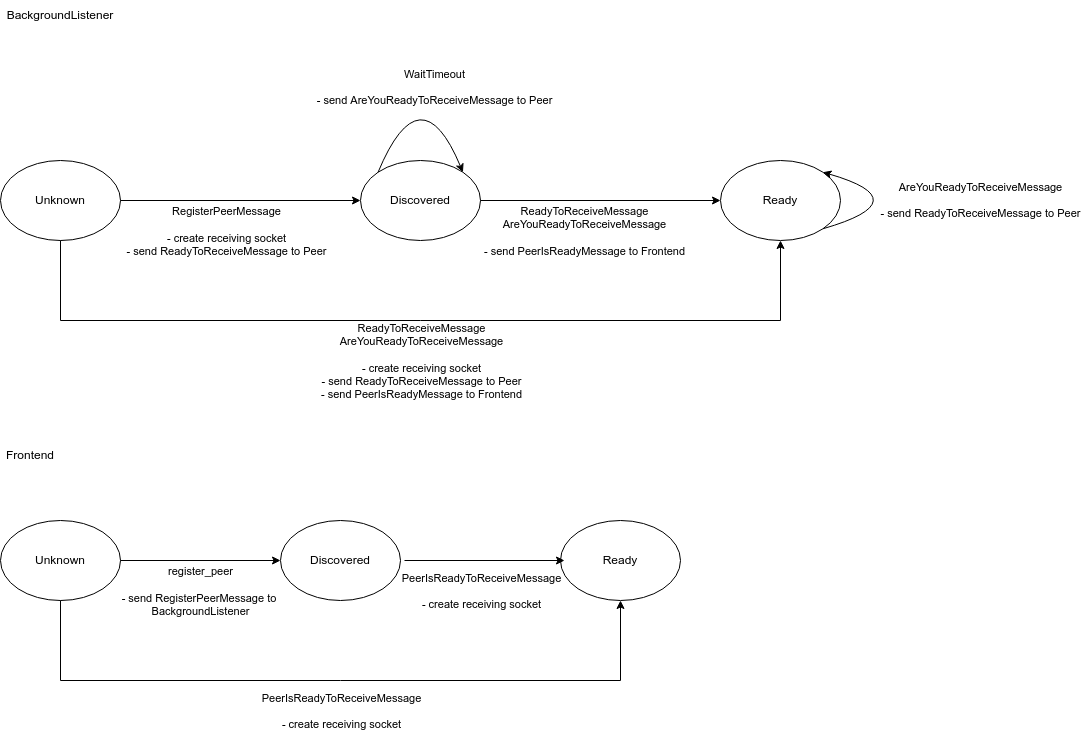 BackgroundListener
WaitTimeout
- send AreYouReadyToReceiveMessage to Peer
Unknown
Discovered
Ready
AreYouReadyToReceiveMessage
- send ReadyToReceiveMessage to Peer
RegisterPeerMessage
- create receiving socket
- send ReadyToReceiveMessage to Peer
ReadyToReceiveMessage
AreYouReadyToReceiveMessage
- send PeerIsReadyMessage to Frontend
ReadyToReceiveMessage
AreYouReadyToReceiveMessage
- create receiving socket
- send ReadyToReceiveMessage to Peer
- send PeerIsReadyMessage to Frontend
Frontend
Unknown
Discovered
Ready
register_peer
- send RegisterPeerMessage to
BackgroundListener
PeerIsReadyToReceiveMessage
- create receiving socket
PeerIsReadyToReceiveMessage
- create receiving socket